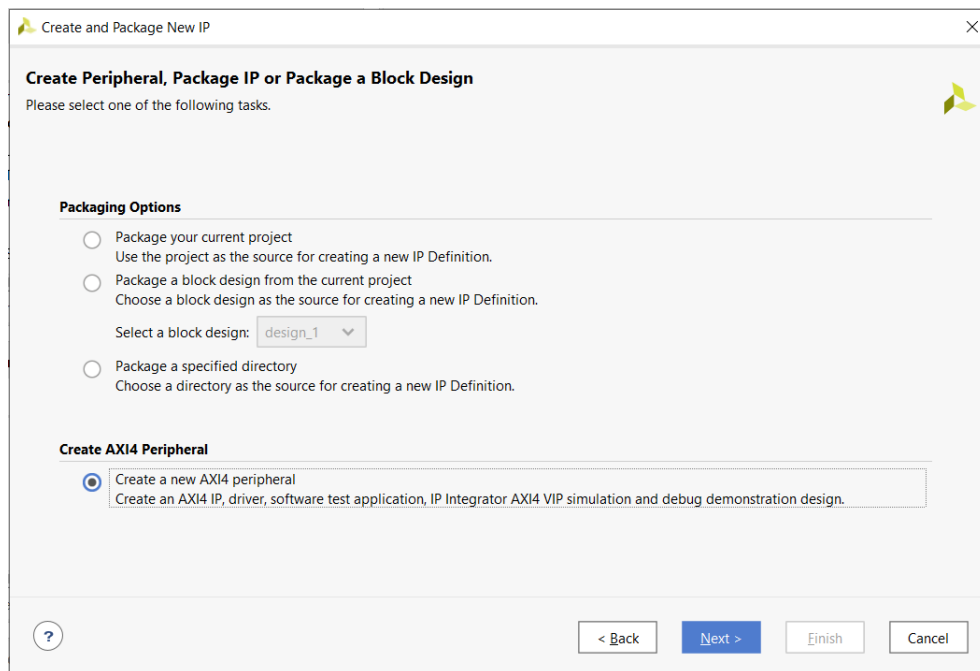 Create and Package New IP
Create Peripheral, Package IP or Package a Block Design
Please select one of the following tasks.
Packaging Options
Package your current project
Use the project as the source for creating a new IP Definition.
Package a block design from the current project
Choose a block design as the source for creating a new IP Definition.
Select a block design: design_1
Package a specified directory
Choose a directory as the source for creating a new IP Definition.
Create AXI4 Peripheral
Create a new AXI4 peripheral
Create an AXI4 IP, driver, software test application, IP Integrator AXI4 VIP simulation and debug demonstration design.
? < Back Next > Finish Cancel